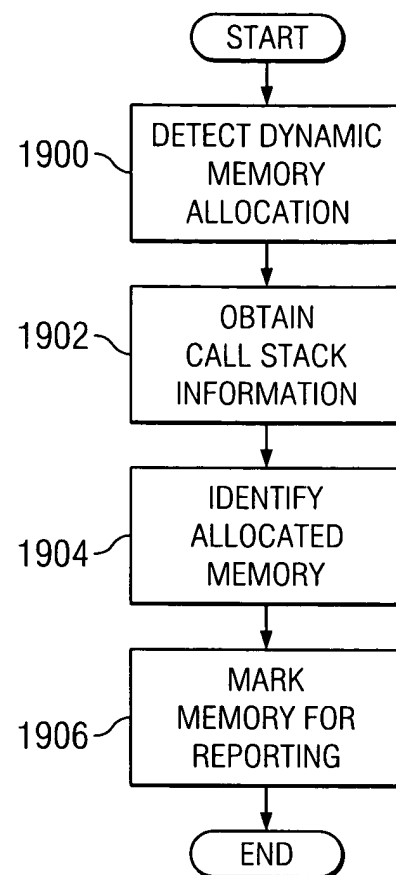 START
1900
DETECT DYNAMIC
MEMORY
ALLOCATION
1902
OBTAIN
CALL STACK
INFORMATION
1904
IDENTIFY
ALLOCATED
MEMORY
1906
MARK
MEMORY FOR
REPORTING
END